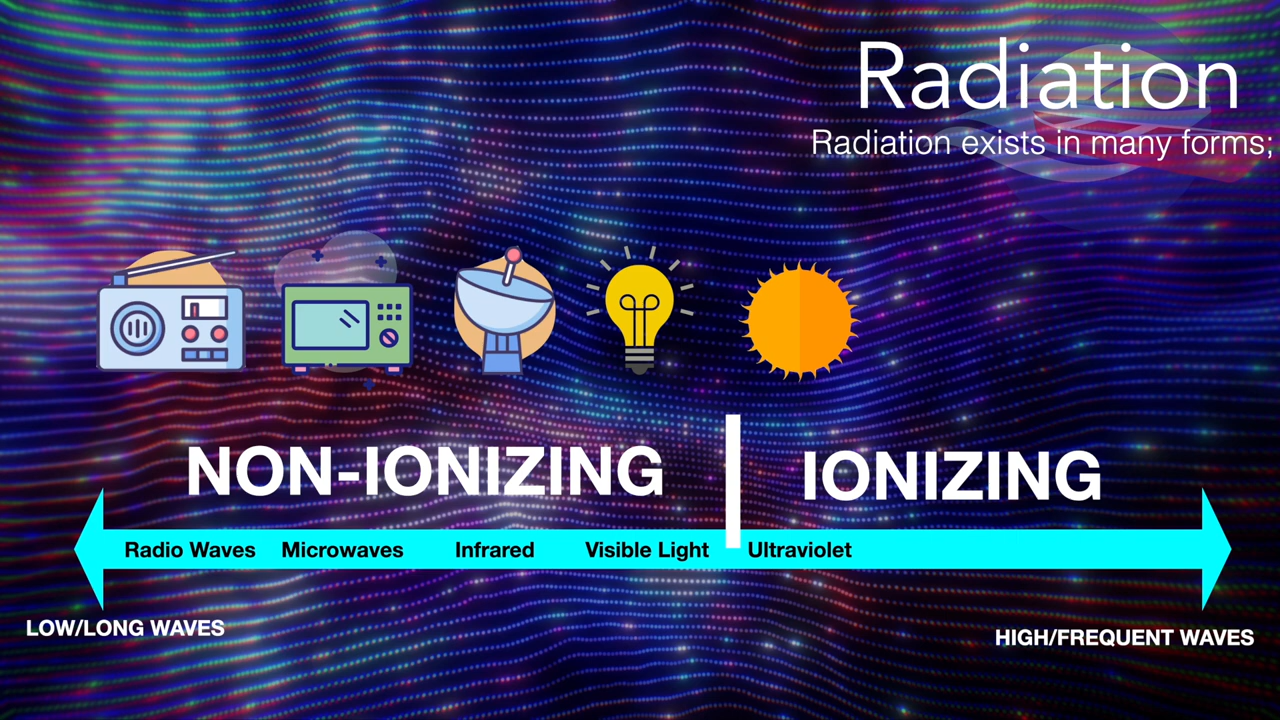 Radiation
Radiation exists in many forms;
NON-IONIZING
IONIZING
Radio Waves
Microwaves
Infrared
Visible Light
Ultraviolet
LOW/LONG WAVES
HIGH/FREQUENT WAVES